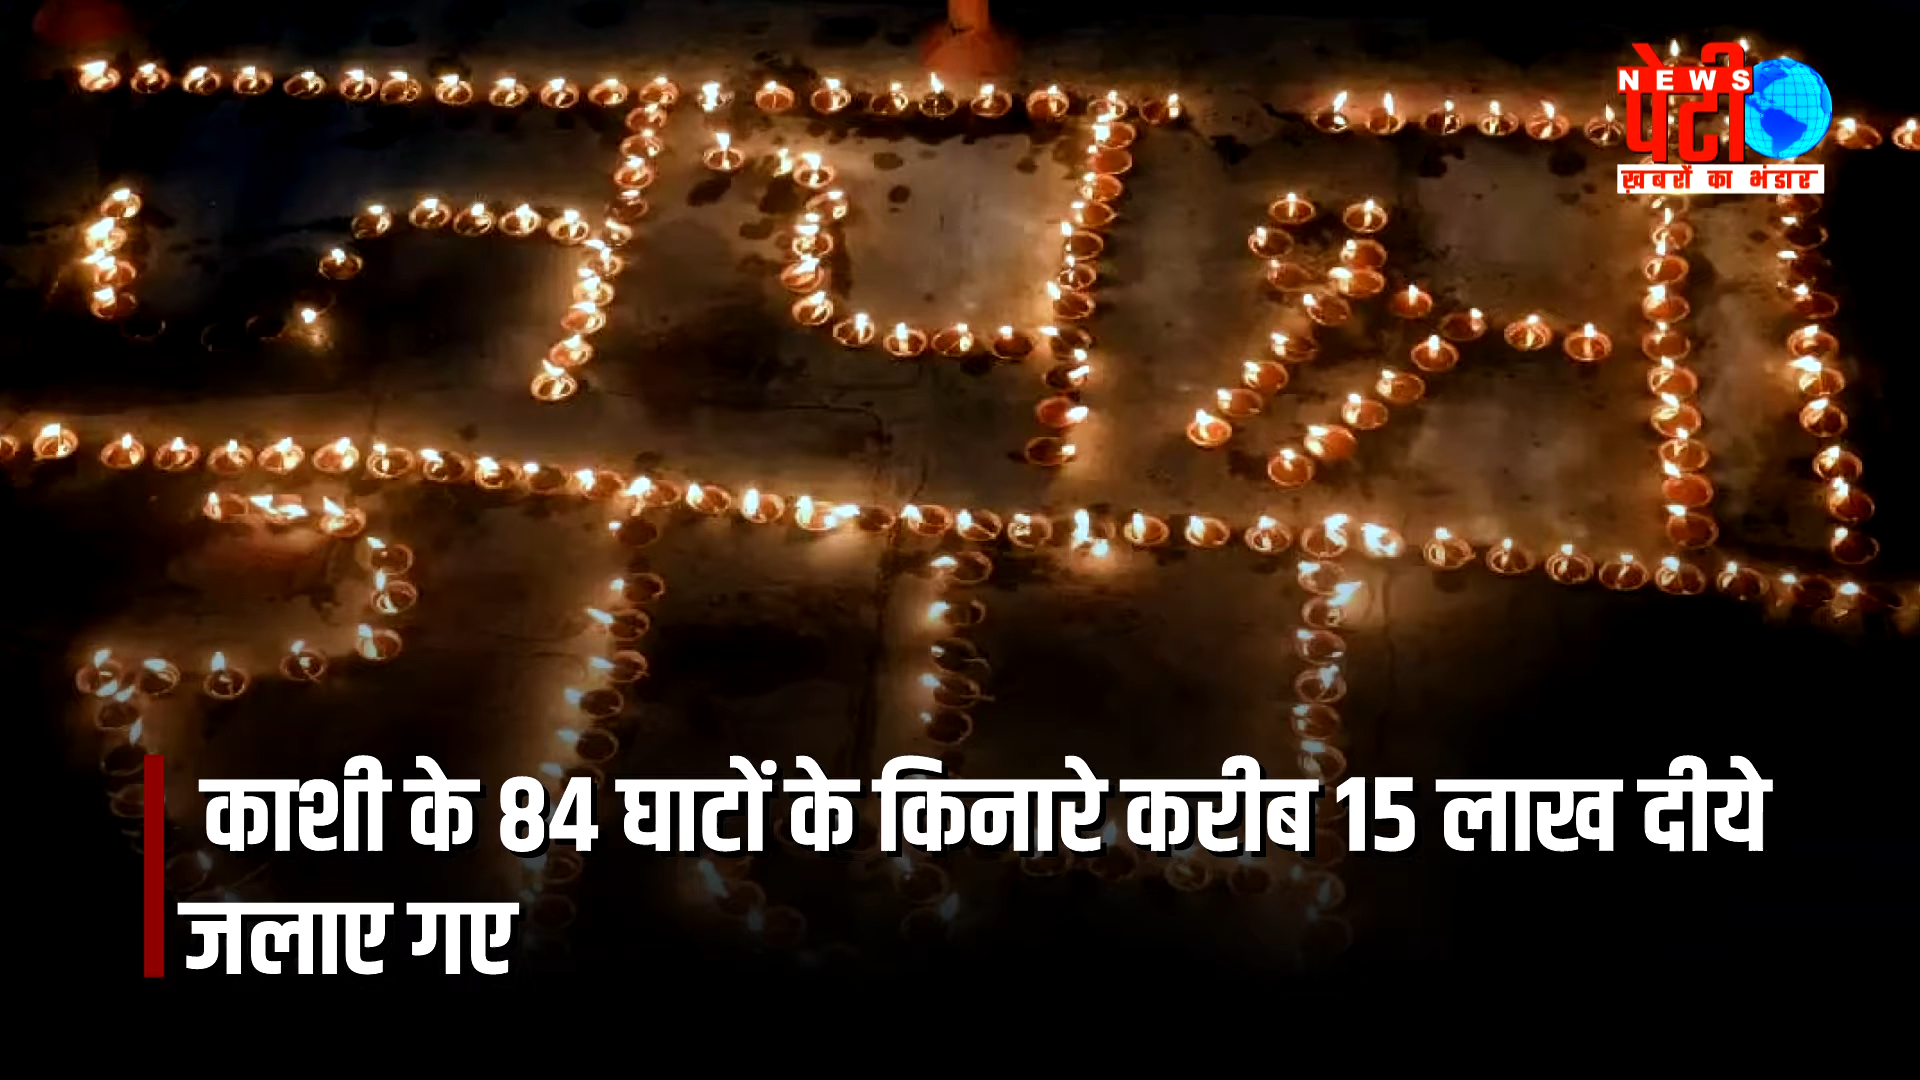 NEWS
पेटी
ख़बरों का भंडार
काशी के 84 घाटों के किनारे करीब 15 लाख दीये
जलाए गए